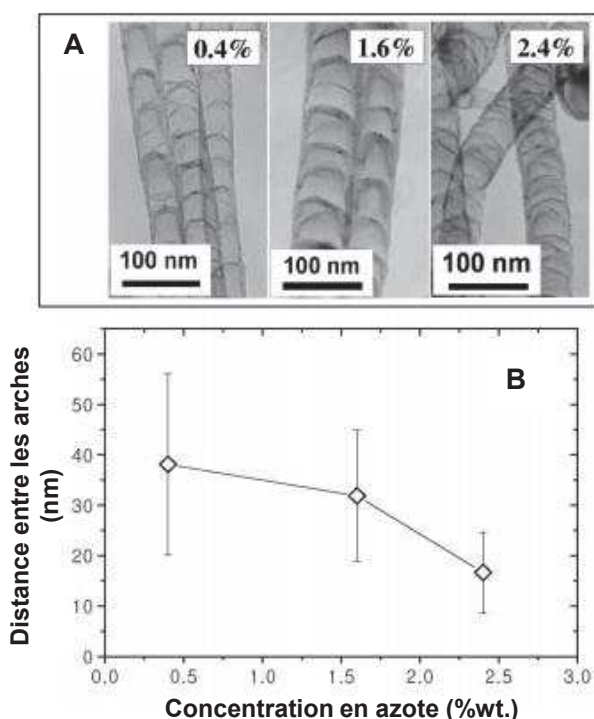 A
0.4%
1.6%
2.4%
100 nm
100 nm
100 nm
B
Distance entre les arches
(nm)
60
50
40
30
20
10
0
0.0
0.5
1.0
1.5
2.0
2.5
3.0
Concentration en azote (%wt.)